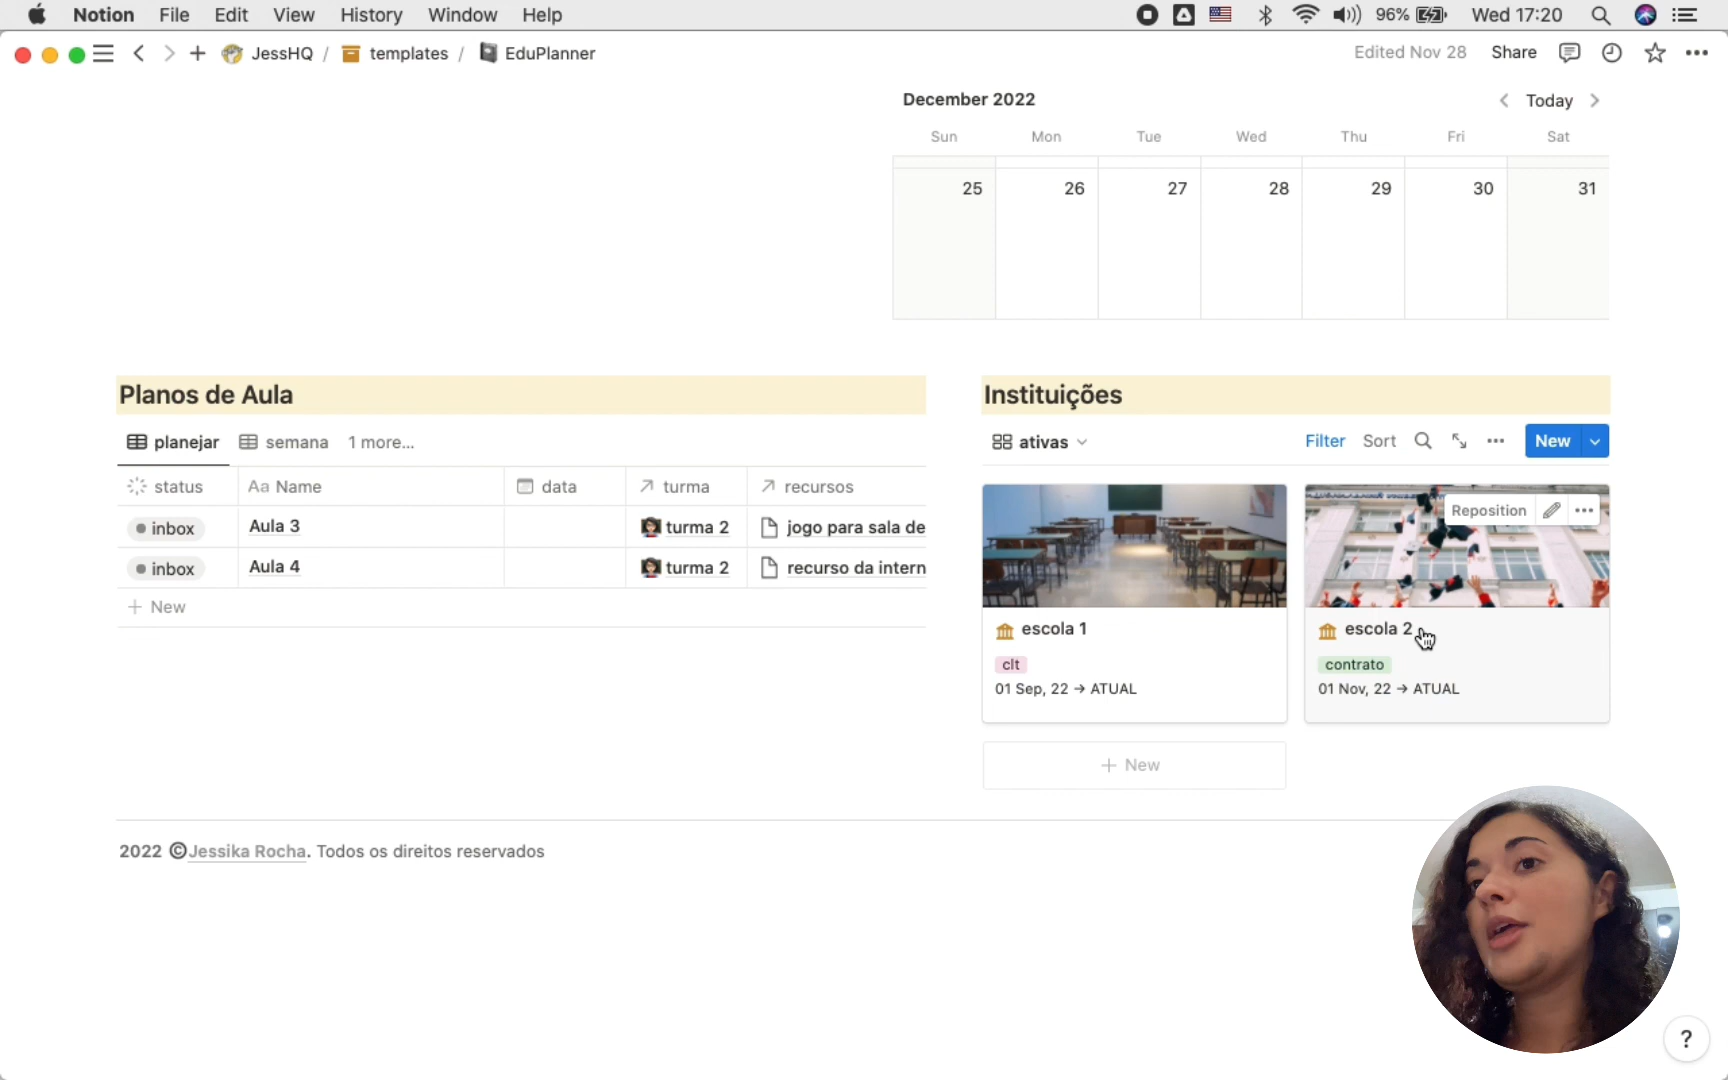 Notion File Edit View History Window Help 96% Wed 17:20
JessHQ / templates / EduPlanner Edited Nov 28 Share
December 2022 Today
Sun Mon Tue Wed Thu Fri Sat
25 26 27 28 29 30 31
Planos de Aula
planejar semana 1 more...
status Aa Name data turma recursos
inbox Aula 3 turma 2 jogo para sala de
inbox Aula 4 turma 2 recurso da intern
+ New
Instituições
ativas Filter Sort New
Reposition
escola 1
clt
01 Sep, 22 → ATUAL
escola 2
contrato
01 Nov, 22 → ATUAL
+ New
2022 ©Jessika Rocha. Todos os direitos reservados
?